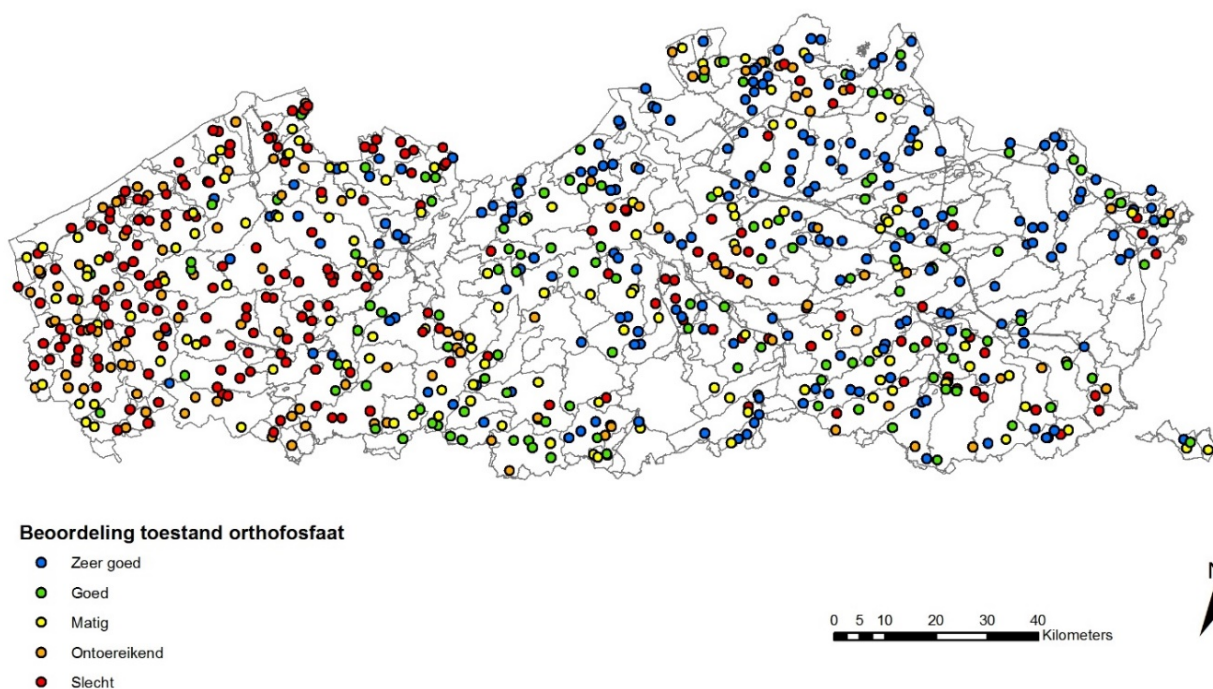 Beoordeling toestand orthofosfaat
Zeer goed
Goed
Matig
Ontoereikend
Slecht
0 5 10 20 30 40
Kilometers
N